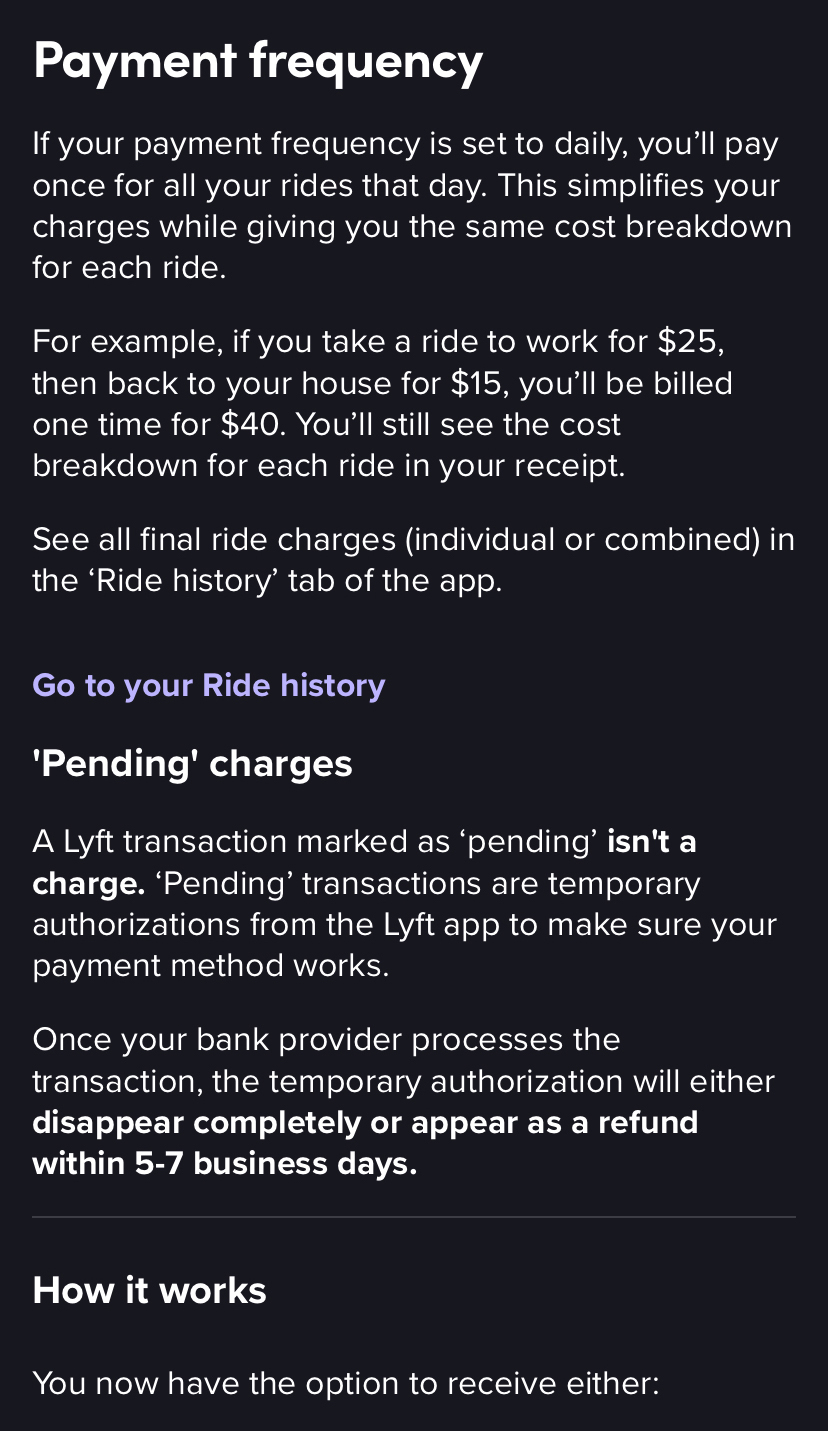 Payment frequency
If your payment frequency is set to daily, you’ll pay
once for all your rides that day. This simplifies your
charges while giving you the same cost breakdown
for each ride.
For example, if you take a ride to work for $25,
then back to your house for $15, you’ll be billed
one time for $40. You’ll still see the cost
breakdown for each ride in your receipt.
See all final ride charges (individual or combined) in
the ‘Ride history’ tab of the app.
Go to your Ride history
'Pending' charges
A Lyft transaction marked as ‘pending’ isn't a
charge. ‘Pending’ transactions are temporary
authorizations from the Lyft app to make sure your
payment method works.
Once your bank provider processes the
transaction, the temporary authorization will either
disappear completely or appear as a refund
within 5-7 business days.
How it works
You now have the option to receive either: